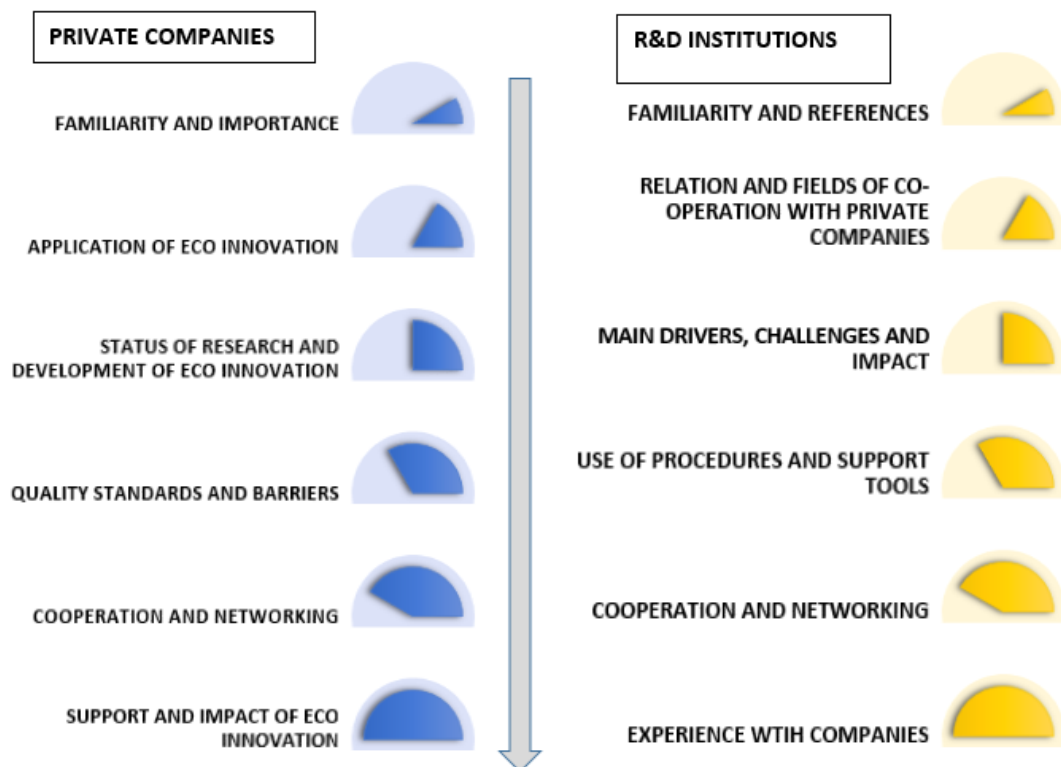 PRIVATE COMPANIES
FAMILIARITY AND IMPORTANCE
APPLICATION OF ECO INNOVATION
STATUS OF RESEARCH AND
DEVELOPMENT OF ECO INNOVATION
QUALITY STANDARDS AND BARRIERS
COOPERATION AND NETWORKING
SUPPORT AND IMPACT OF ECO
INNOVATION
R&D INSTITUTIONS
FAMILIARITY AND REFERENCES
RELATION AND FIELDS OF CO-
OPERATION WITH PRIVATE
COMPANIES
MAIN DRIVERS, CHALLENGES AND
IMPACT
USE OF PROCEDURES AND SUPPORT
TOOLS
COOPERATION AND NETWORKING
EXPERIENCE WTIH COMPANIES